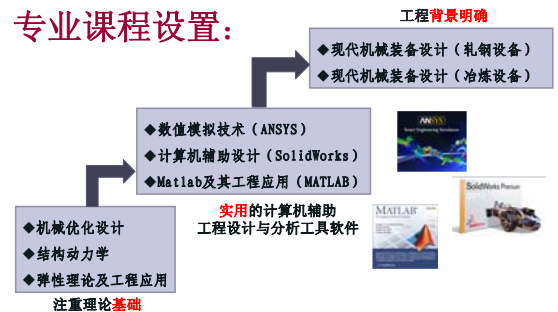 专业课程设置：
工程背景明确
◆现代机械装备设计（轧钢设备）
◆现代机械装备设计（冶炼设备）
◆数值模拟技术（ANSYS）
◆计算机辅助设计（SolidWorks）
◆Matlab及其工程应用（MATLAB）
实用的计算机辅助
工程设计与分析工具软件
◆机械优化设计
◆结构动力学
◆弹性理论及工程应用
注重理论基础
ANSYS
SolidWorks Premium
MATLAB